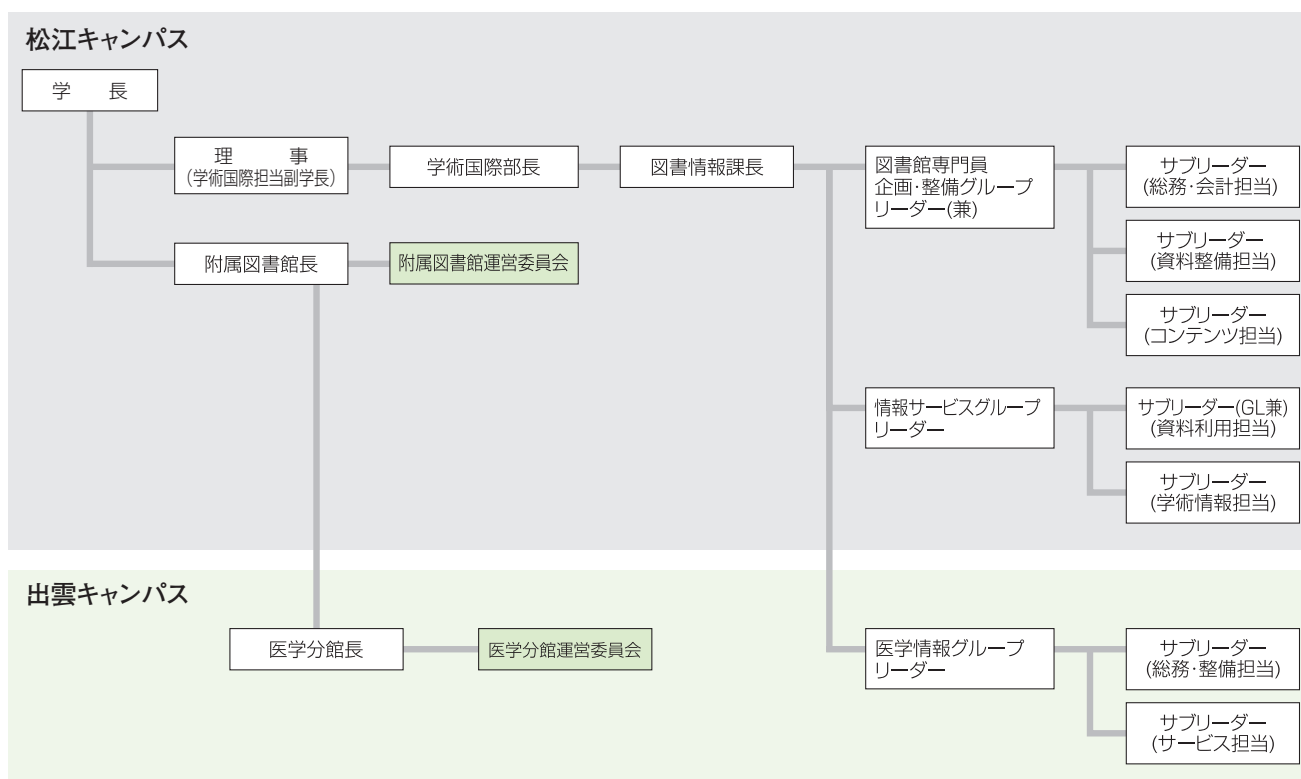 松江キャンパス
学　長
理　事
(学術国際担当副学長)
学術国際部長
図書情報課長
図書館専門員
企画・整備グループ
リーダー(兼)
サブリーダー
(総務・会計担当)
サブリーダー
(資料整備担当)
サブリーダー
(コンテンツ担当)
附属図書館長
附属図書館運営委員会
情報サービスグループ
リーダー
サブリーダー(GL兼)
(資料利用担当)
サブリーダー
(学術情報担当)
出雲キャンパス
医学分館長
医学分館運営委員会
医学情報グループ
リーダー
サブリーダー
(総務・整備担当)
サブリーダー
(サービス担当)